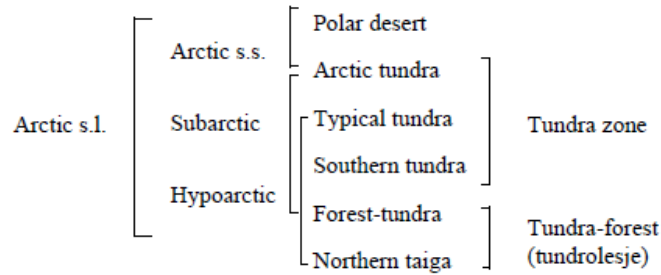 Polar desert
Arctic s.s.
Arctic tundra
Arctic s.l.
Subarctic
Typical tundra
Tundra zone
Southern tundra
Hypoarctic
Forest-tundra
Tundra-forest
(tundrolesje)
Northern taiga